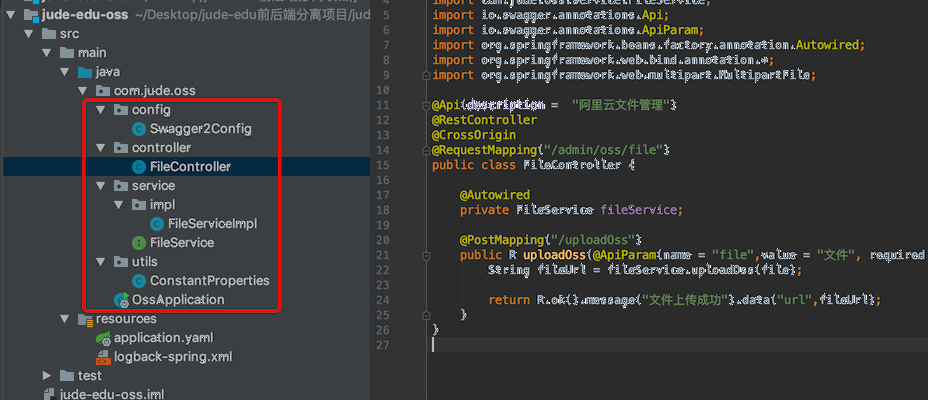 jude-edu-oss ~/Desktop/jude-edu前后端分离项目/jud
src
main
java
com.jude.oss
config
Swagger2Config
controller
FileController
service
impl
FileServiceImpl
FileService
utils
ConstantProperties
OssApplication
resources
application.yaml
logback-spring.xml
test
jude-edu-oss.iml
4 import com.jude.oss.service.FileService;
5 import io.swagger.annotations.Api;
6 import io.swagger.annotations.ApiParam;
7 import org.springframework.beans.factory.annotation.Autowired;
8 import org.springframework.web.bind.annotation.*;
9 import org.springframework.web.multipart.MultipartFile;
10
11 @Api(description = "阿里云文件管理")
12 @RestController
13 @CrossOrigin
14 @RequestMapping("/admin/oss/file")
15 public class FileController {
16
17 @Autowired
18 private FileService fileService;
19
20 @PostMapping("/uploadOss")
21 public R uploadOss(@ApiParam(name = "file",value = "文件", required
22 String fileUrl = fileService.uploadOss(file);
23
24 return R.ok().message("文件上传成功").data("url",fileUrl);
25 }
26 }
27